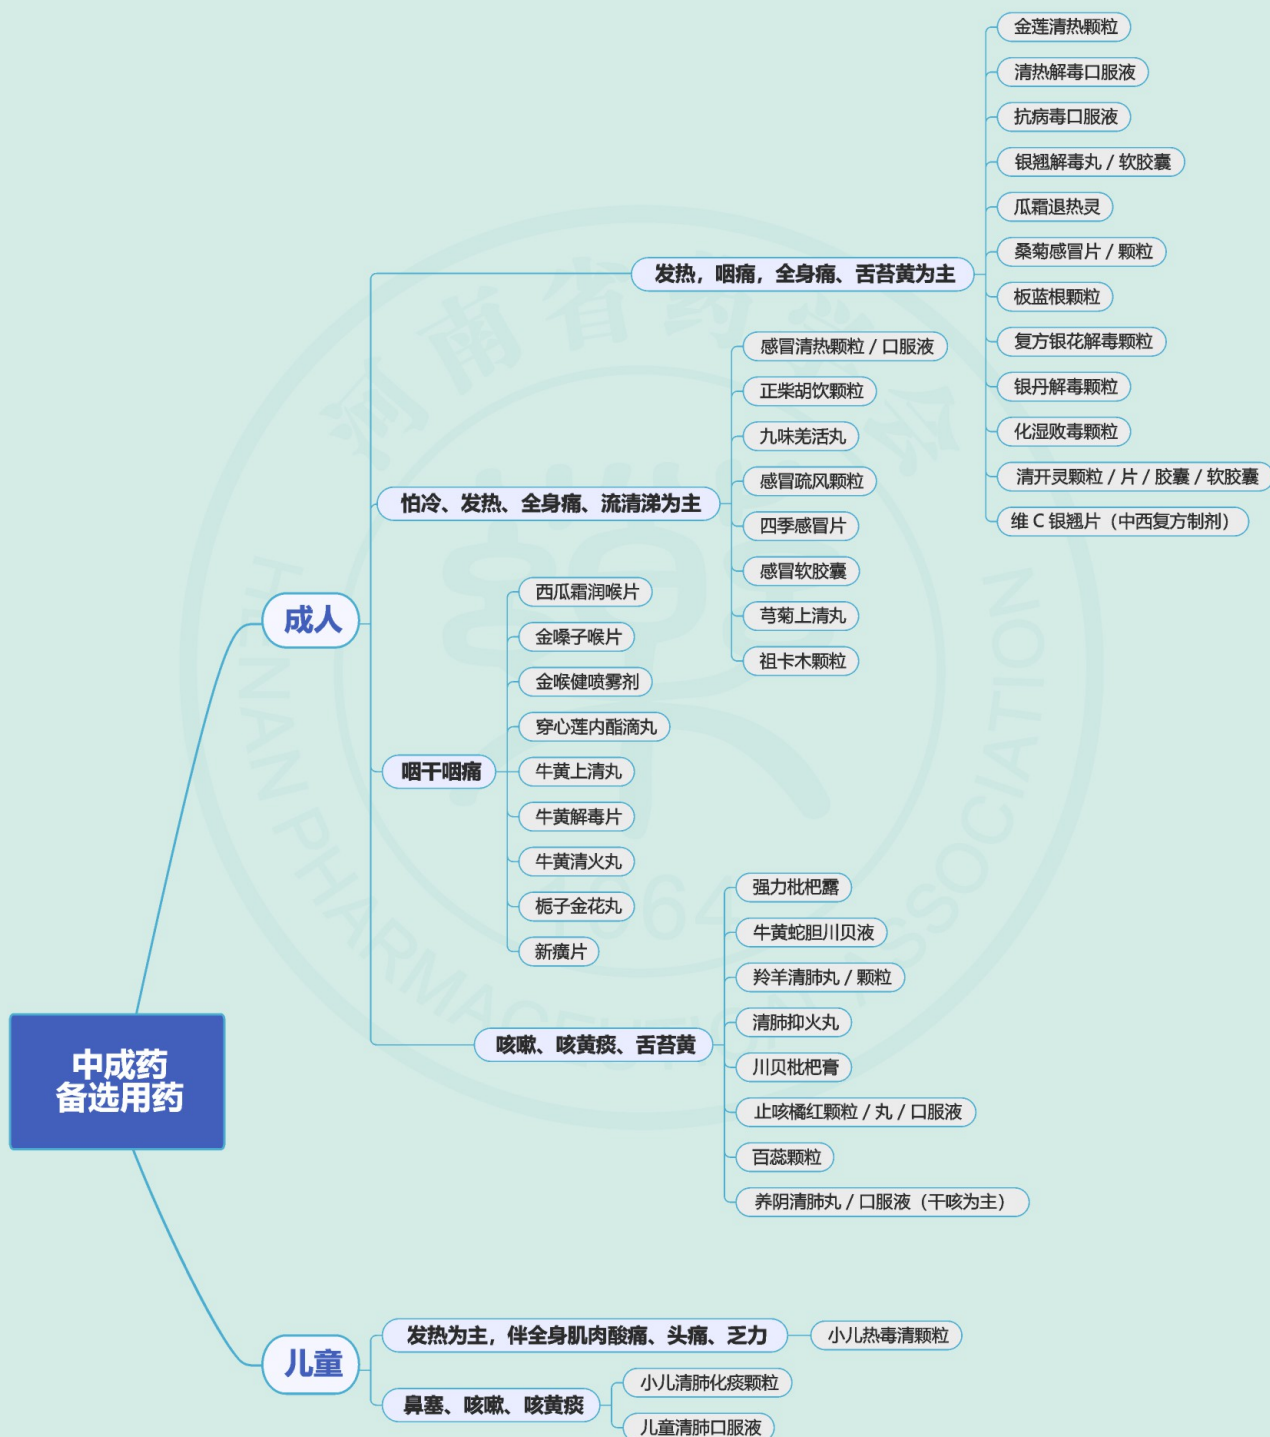 中成药
备选用药
成人
发热，咽痛，全身痛、舌苔黄为主
金莲清热颗粒
清热解毒口服液
抗病毒口服液
银翘解毒丸 / 软胶囊
瓜霜退热灵
桑菊感冒片 / 颗粒
板蓝根颗粒
复方银花解毒颗粒
银丹解毒颗粒
化湿败毒颗粒
清开灵颗粒 / 片 / 胶囊 / 软胶囊
维 C 银翘片（中西复方制剂）
怕冷、发热、全身痛、流清涕为主
感冒清热颗粒 / 口服液
正柴胡饮颗粒
九味羌活丸
感冒疏风颗粒
四季感冒片
感冒软胶囊
芎菊上清丸
祖卡木颗粒
咽干咽痛
西瓜霜润喉片
金嗓子喉片
金喉健喷雾剂
穿心莲内酯滴丸
牛黄上清丸
牛黄解毒片
牛黄清火丸
栀子金花丸
新癀片
咳嗽、咳黄痰、舌苔黄
强力枇杷露
牛黄蛇胆川贝液
羚羊清肺丸 / 颗粒
清肺抑火丸
川贝枇杷膏
止咳橘红颗粒 / 丸 / 口服液
百蕊颗粒
养阴清肺丸 / 口服液（干咳为主）
儿童
发热为主，伴全身肌肉酸痛、头痛、乏力
小儿热毒清颗粒
鼻塞、咳嗽、咳黄痰
小儿清肺化痰颗粒
儿童清肺口服液
河南省药学会
HENAN PHARMACEUTICAL ASSOCIATION
1964